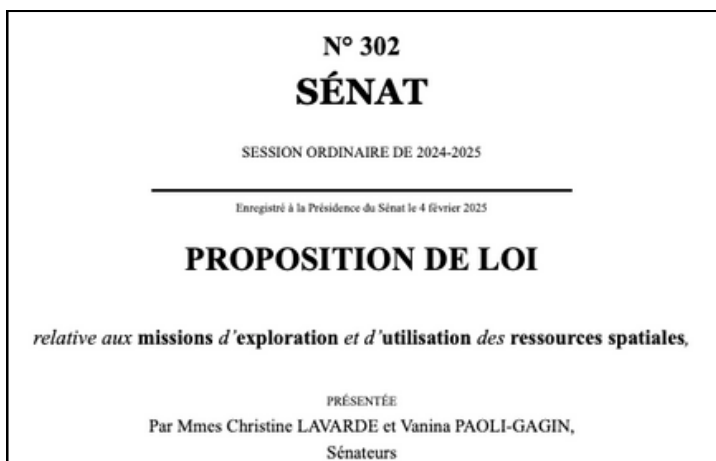 N° 302
SÉNAT
SESSION ORDINAIRE DE 2024-2025
Enregistré à la Présidence du Sénat le 4 février 2025
PROPOSITION DE LOI
relative aux missions d’exploration et d’utilisation des ressources spatiales,
PRÉSENTÉE
Par Mmes Christine LAVARDE et Vanina PAOLI-GAGIN,
Sénateurs